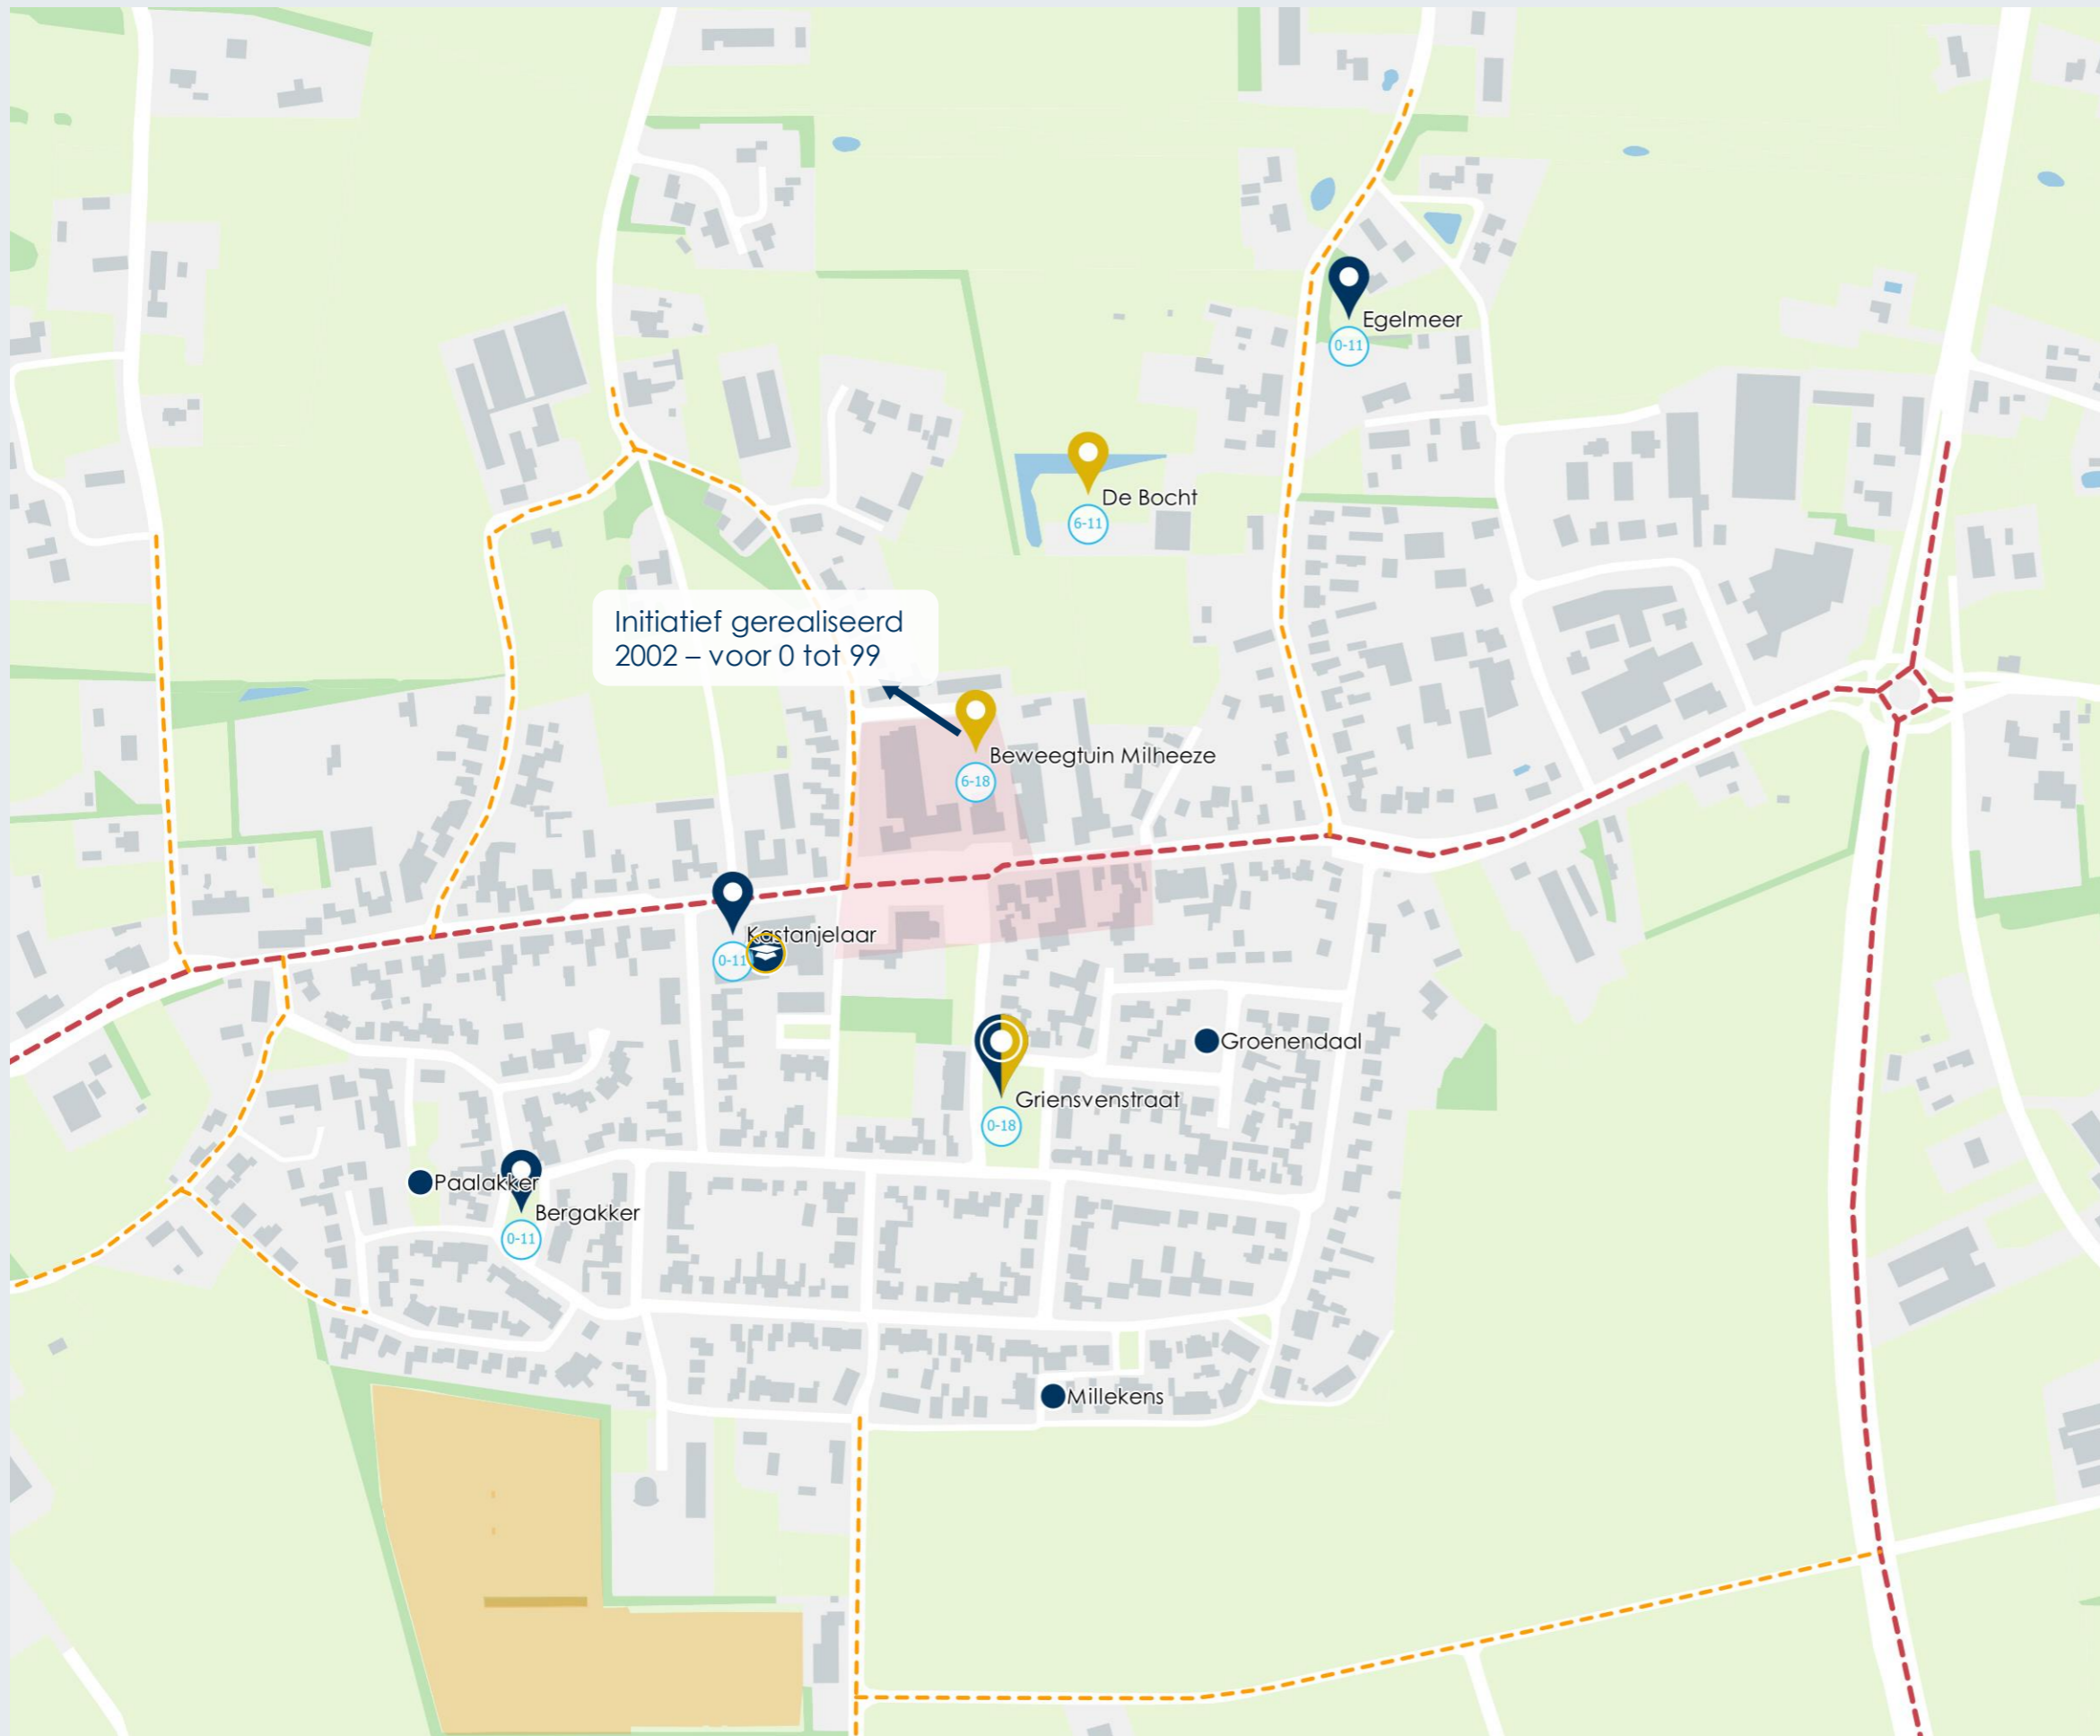 Egelmeer
0-11
De Bocht
6-11
Initiatief gerealiseerd
2002 – voor 0 tot 99
Beweegtuin Milheeze
6-18
Kastanjelaar
0-11
Groenendaal
Griensvenstraat
0-18
Paalakker
Bergakker
0-11
Millekens